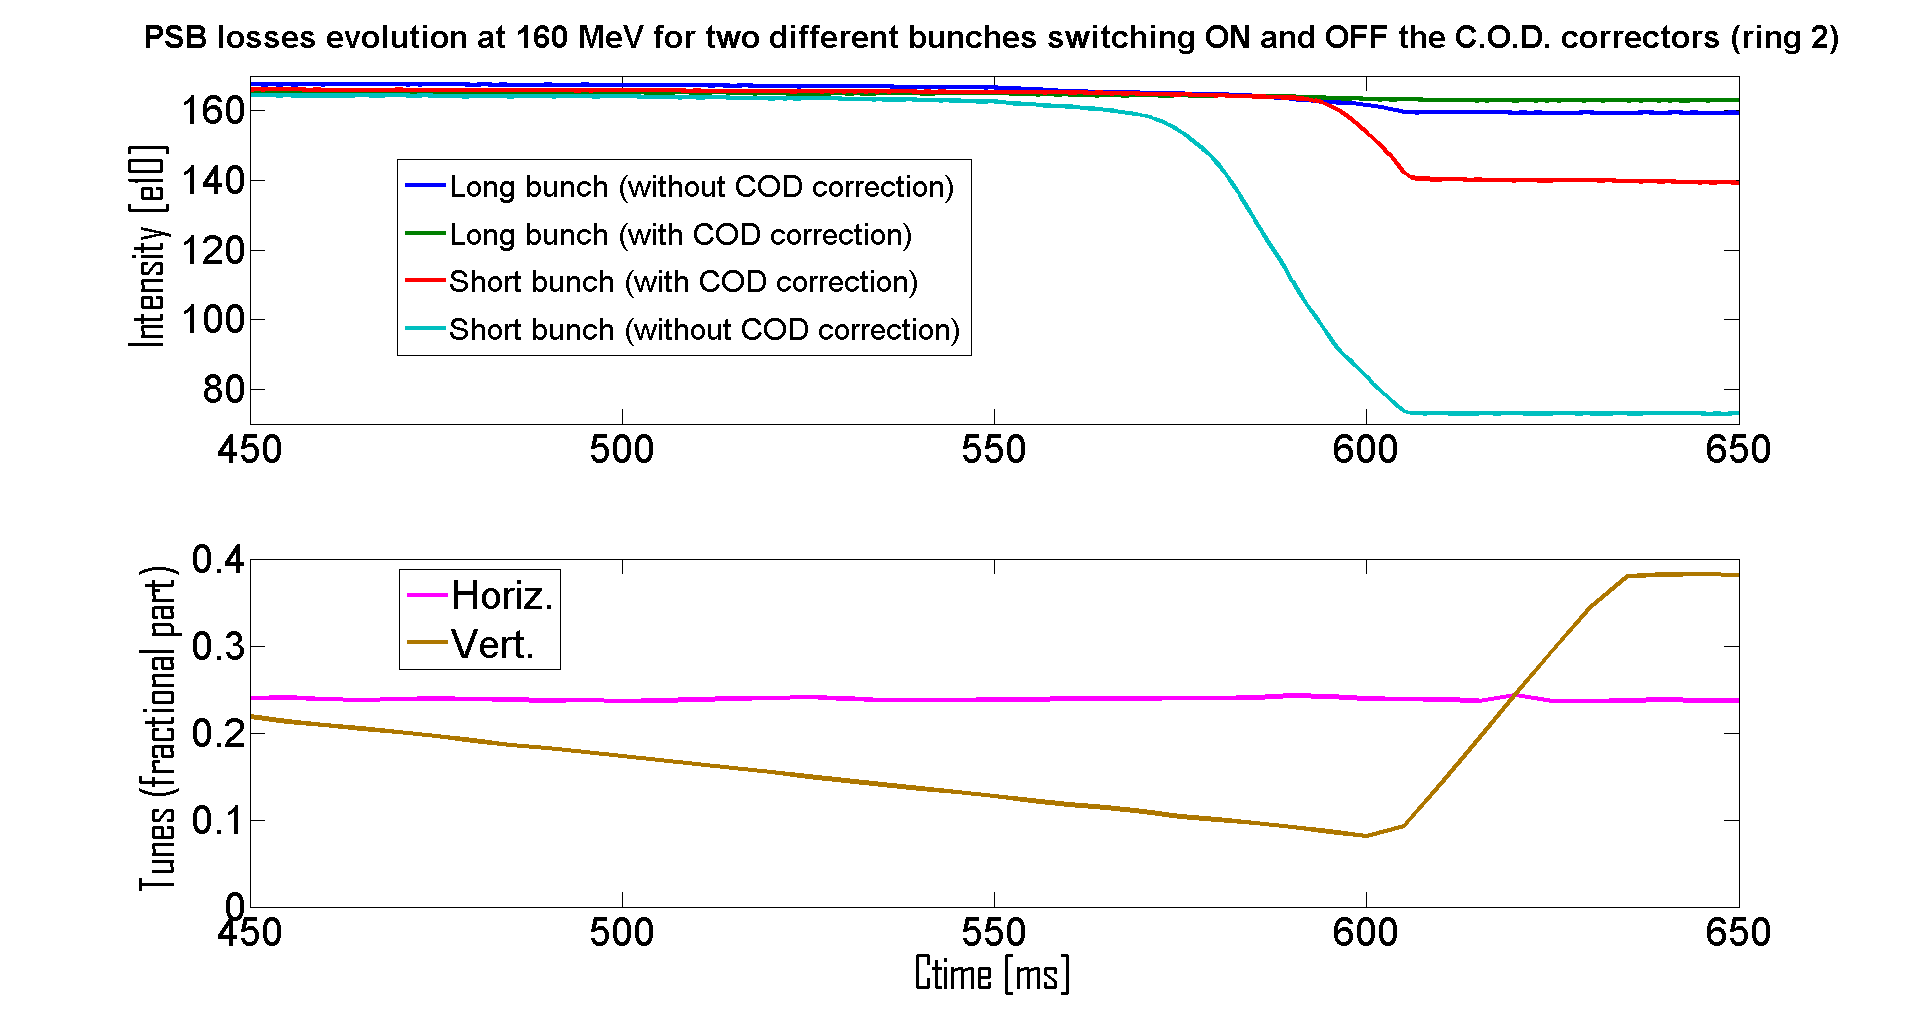 PSB losses evolution at 160 MeV for two different bunches switching ON and OFF the C.O.D. correctors (ring 2)
Intensity [e10]
160
140
120
100
80
Long bunch (without COD correction)
Long bunch (with COD correction)
Short bunch (with COD correction)
Short bunch (without COD correction)
450 500 550 600 650
Tunes (fractional part)
0.4
0.3
0.2
0.1
0
Horiz.
Vert.
450 500 550 600 650
Ctime [ms]